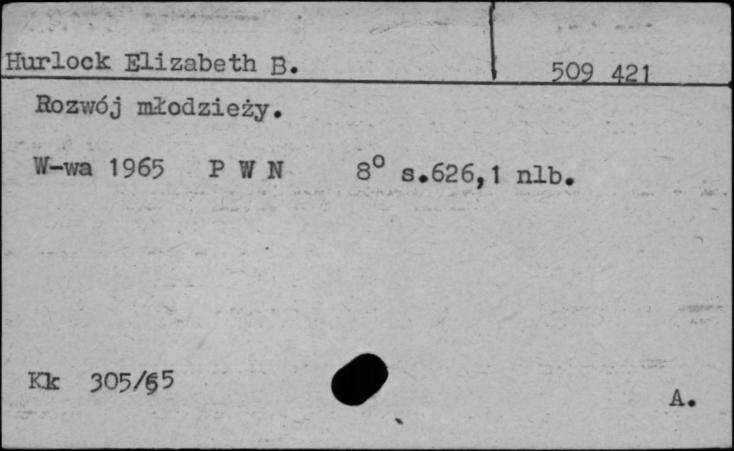 Hurlock Elizabeth B.
509 421
Rozwój młodzieży.
W-wa 1965 P W N 8° s.626,1 nlb.
Kk 305/65
A.